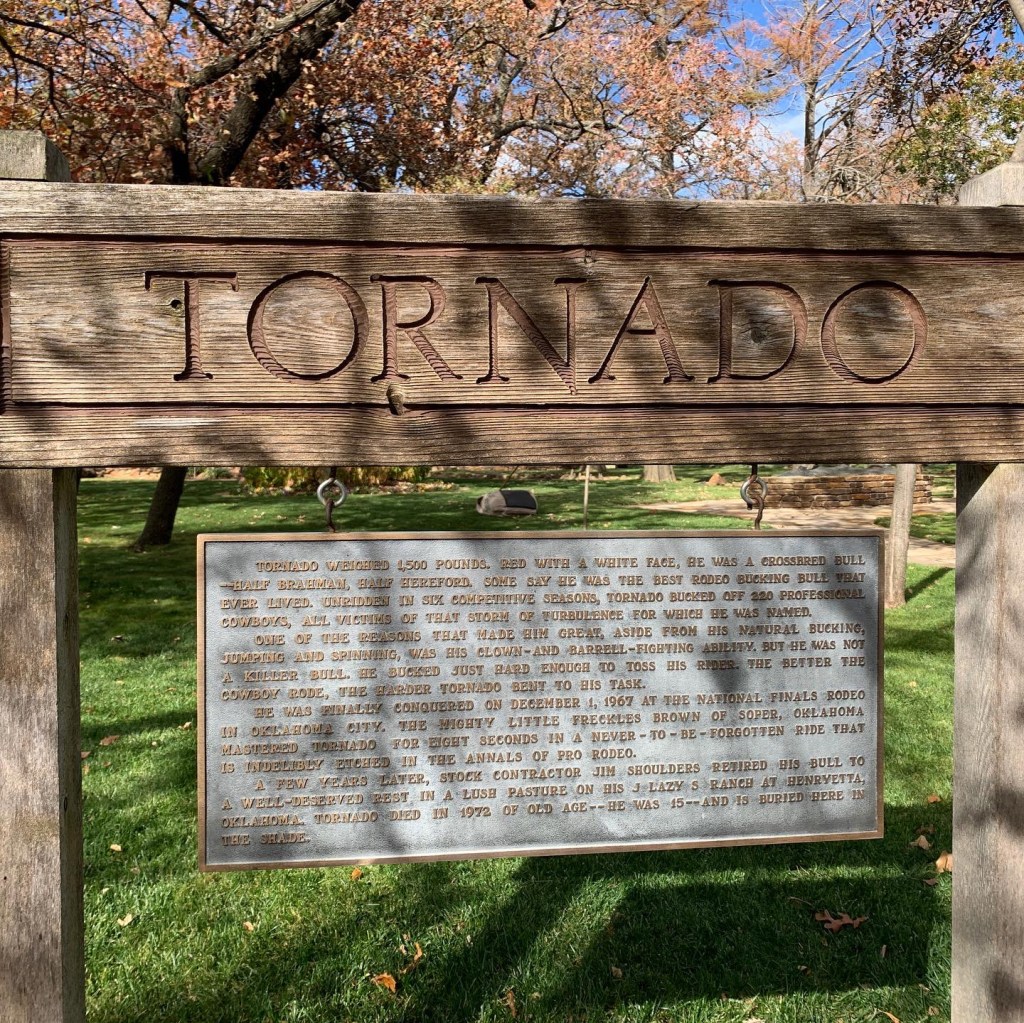 TORNADO
TORNADO WEIGHED 1,500 POUNDS. RED WITH A WHITE FACE, HE WAS A CROSSBRED BULL
—HALF BRAHMAN, HALF HEREFORD. SOME SAY HE WAS THE BEST RODEO BUCKING BULL THAT
EVER LIVED. UNRIDDEN IN SIX COMPETITIVE SEASONS, TORNADO BUCKED OFF 220 PROFESSIONAL
COWBOYS, ALL VICTIMS OF THAT STORM OF TURBULENCE FOR WHICH HE WAS NAMED.
ONE OF THE REASONS THAT MADE HIM GREAT, ASIDE FROM HIS NATURAL BUCKING,
JUMPING AND SPINNING, WAS HIS CLOWN-AND BARRELL-FIGHTING ABILITY. BUT HE WAS NOT
A KILLER BULL. HE BUCKED JUST HARD ENOUGH TO TOSS HIS RIDER. THE BETTER THE
COWBOY RODE, THE HARDER TORNADO BENT TO HIS TASK.
HE WAS FINALLY CONQUERED ON DECEMBER 1, 1967 AT THE NATIONAL FINALS RODEO
IN OKLAHOMA CITY. THE MIGHTY LITTLE FRECKLES BROWN OF SOPER, OKLAHOMA
MASTERED TORNADO FOR EIGHT SECONDS IN A NEVER-TO-BE-FORGOTTEN RIDE THAT
IS INDELIBLY ETCHED IN THE ANNALS OF PRO RODEO.
A FEW YEARS LATER, STOCK CONTRACTOR JIM SHOULDERS RETIRED HIS BULL TO
A WELL-DESERVED REST IN A LUSH PASTURE ON HIS J LAZY S RANCH AT HENRYETTA,
OKLAHOMA. TORNADO DIED IN 1972 OF OLD AGE--HE WAS 15--AND IS BURIED HERE IN
THE SHADE.